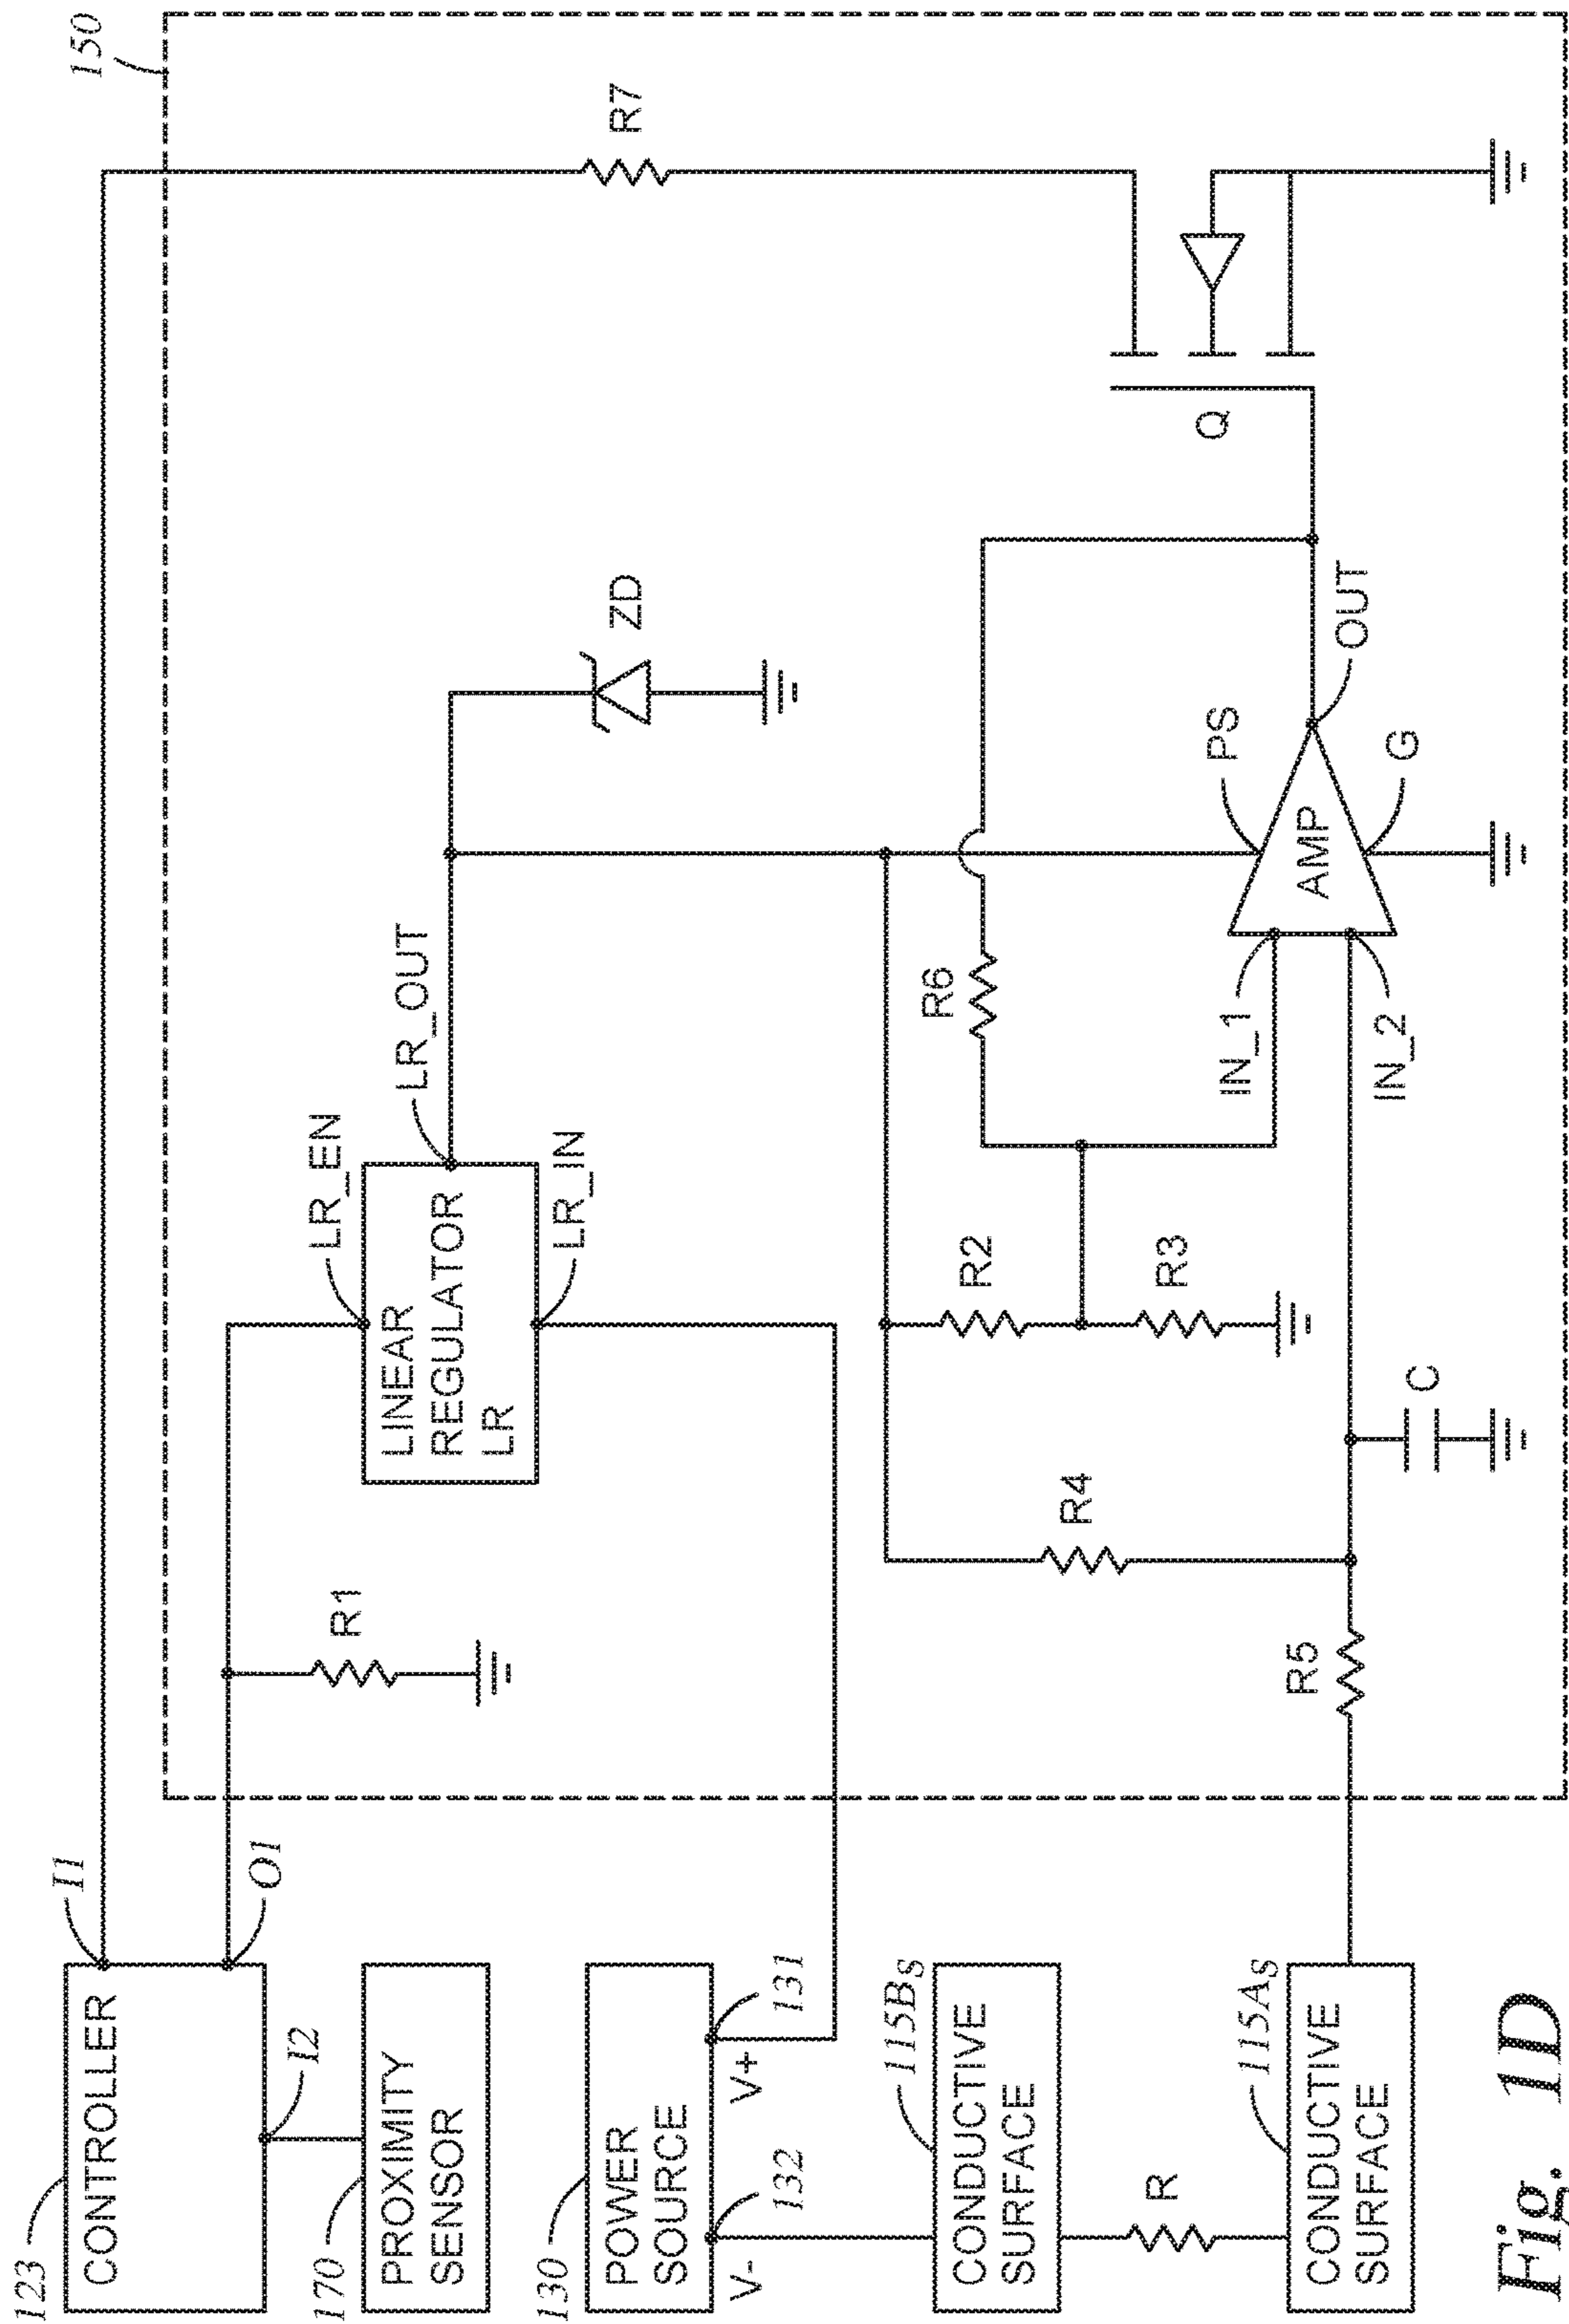 150
I1
R7
123
CONTROLLER
O1
LR_EN
R1
I2
LINEAR
REGULATOR
LR
LR_OUT
170
PROXIMITY
SENSOR
LR_IN
ZD
130
POWER
SOURCE
131
V+
132
V-
R6
R2
R3
R4
115BS
CONDUCTIVE
SURFACE
Q
PS
IN_1
AMP
OUT
R
R5
C
IN_2
G
115AS
CONDUCTIVE
SURFACE
Fig. 1D